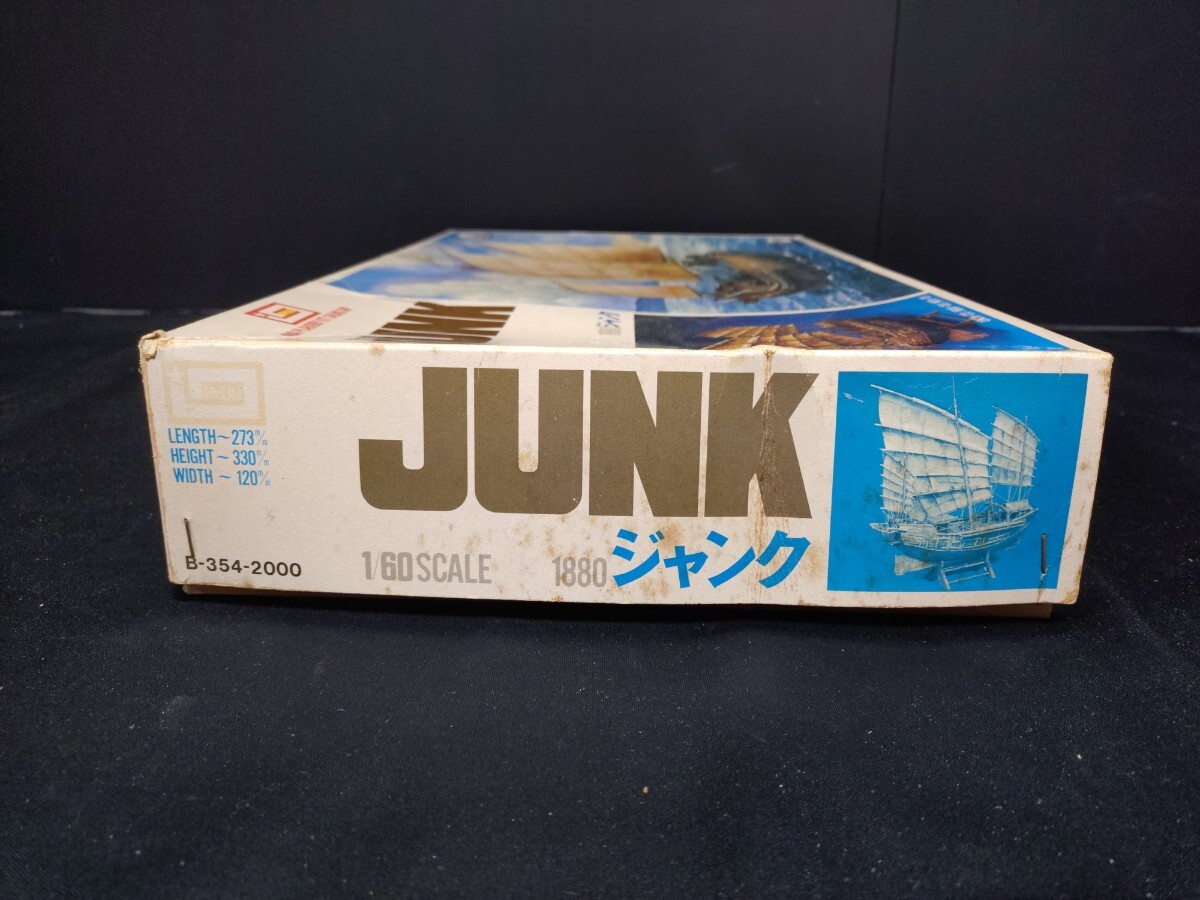 JUNK
LENGTH~273m/m
HEIGHT~330m/m
WIDTH~120m/m
B-354-2000
1/60 SCALE
1880 ジャンク